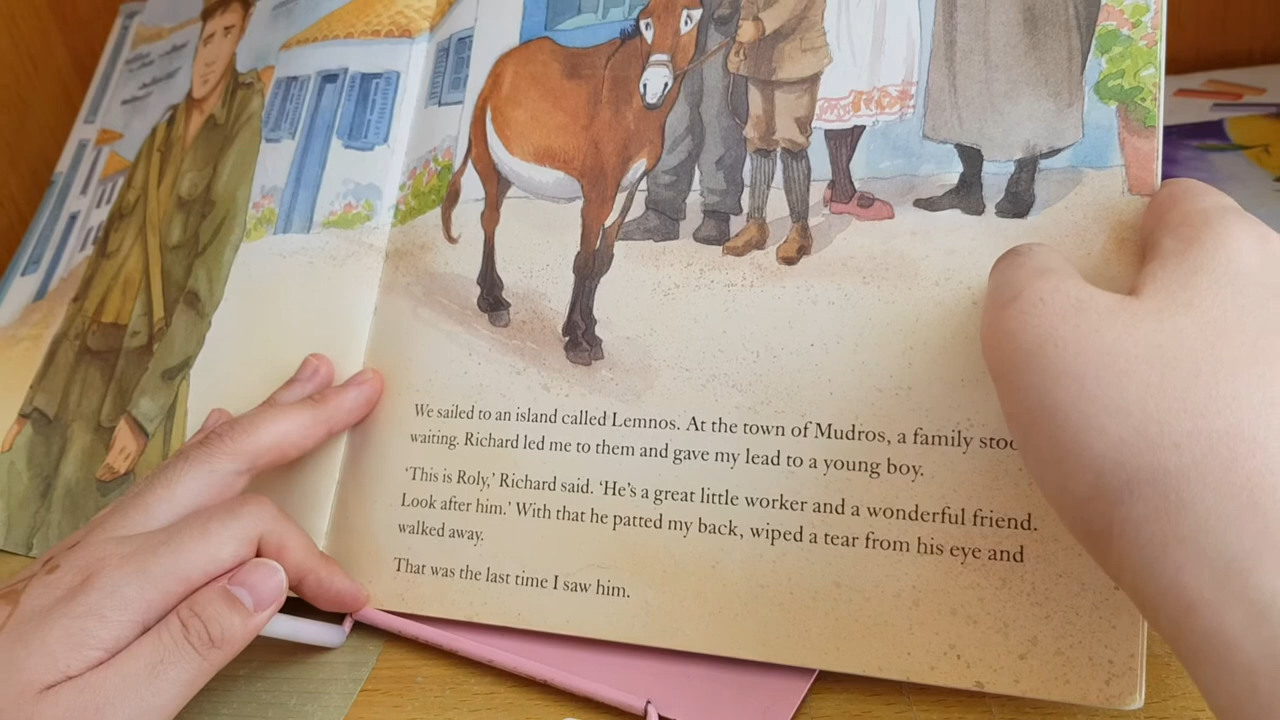 We sailed to an island called Lemnos. At the town of Mudros, a family
waiting. Richard led me to them and gave my lead to a young boy.
‘This is Roly,’ Richard said. ‘He’s a great little worker and a wonderful friend.
Look after him.’ With that he patted my back, wiped a tear from his eye and
walked away.
That was the last time I saw him.